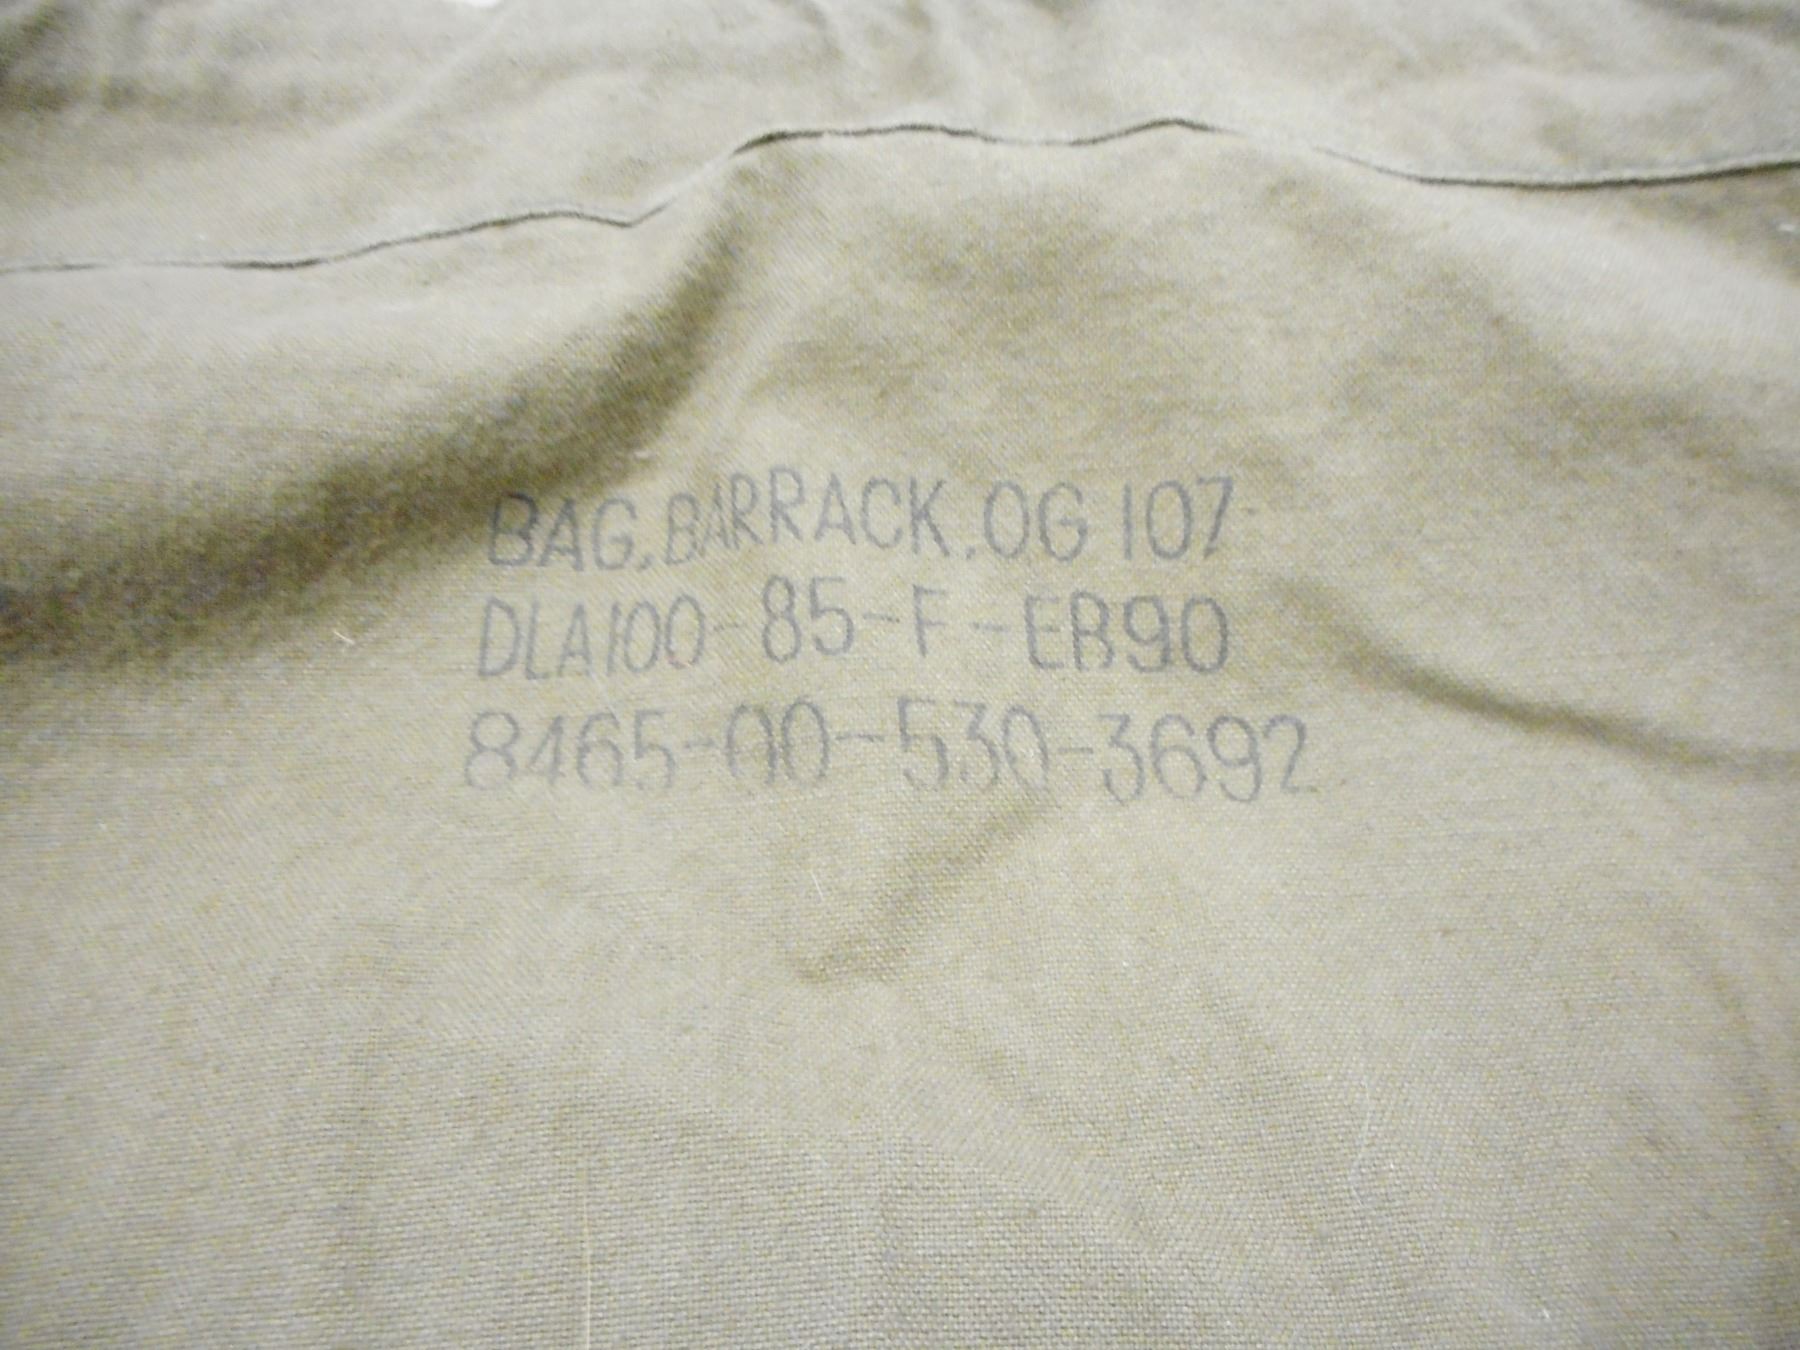 BAG,BARRACK,OG 107
DLA100-85-F-EB90
8465-00-530-3692